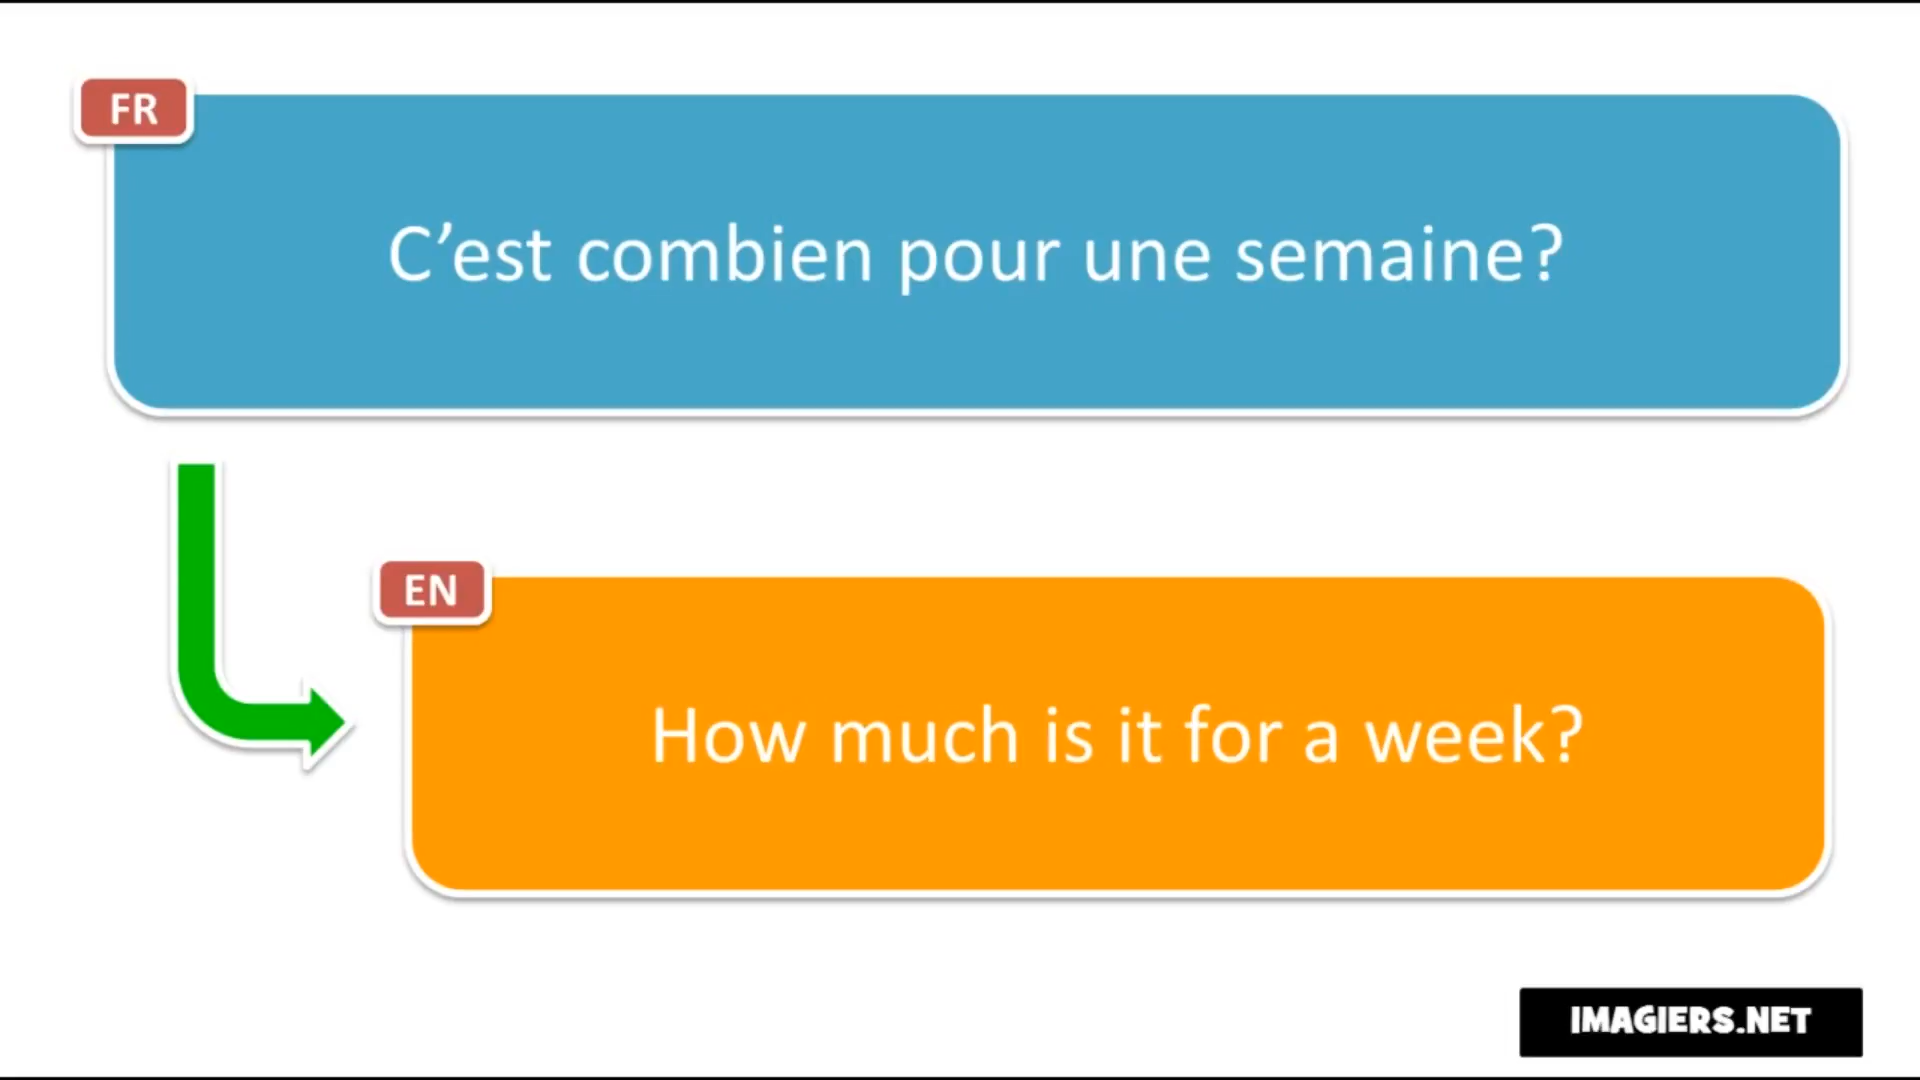 FR
C’est combien pour une semaine?
EN
How much is it for a week?
IMAGIERS.NET